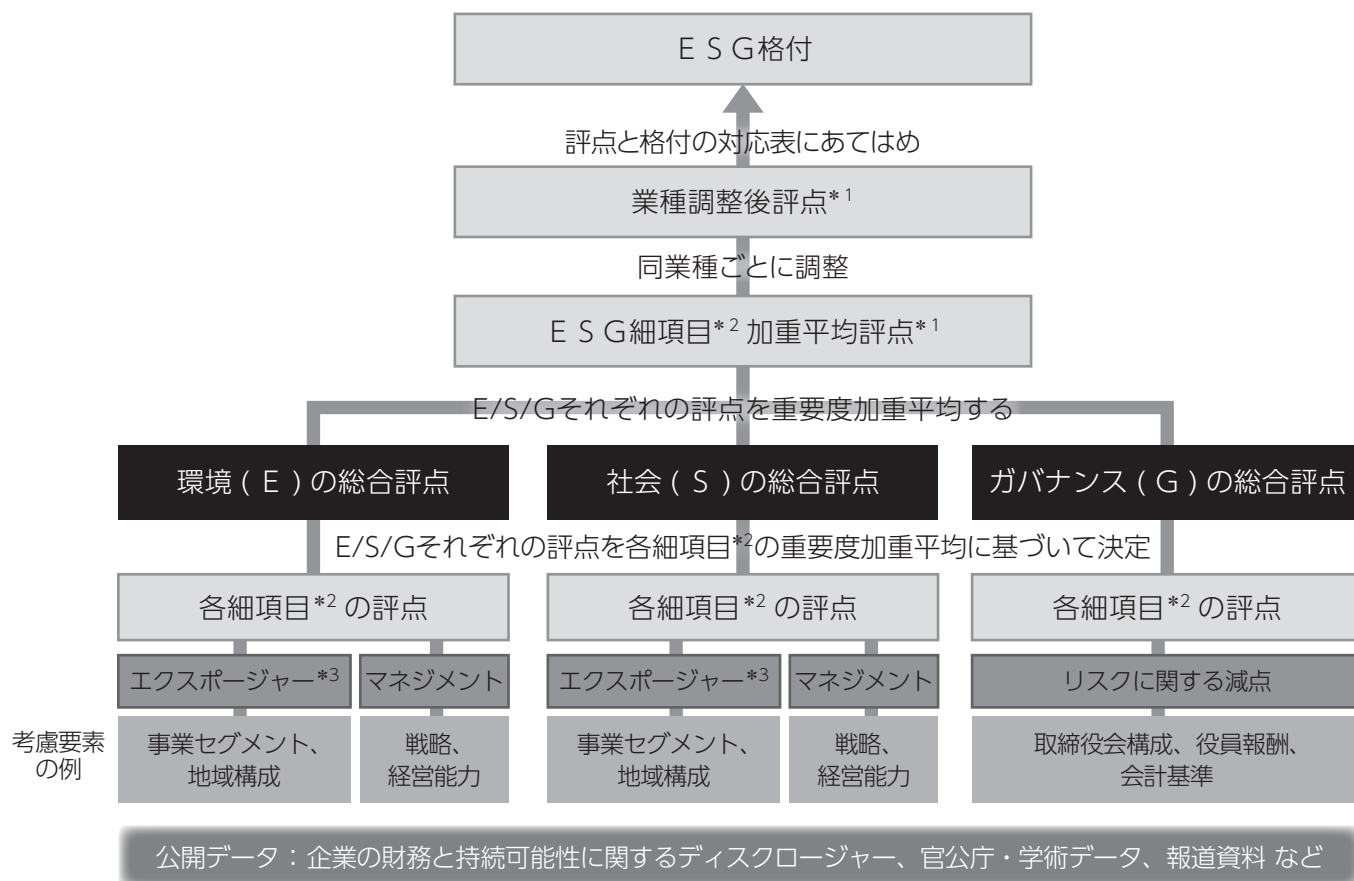 ESG格付
評点と格付の対応表にあてはめ
業種調整後評点*1
同業種ごとに調整
ESG細項目*2 加重平均評点*1
E/S/Gそれぞれの評点を重要度加重平均する
環境(E)の総合評点
社会(S)の総合評点
ガバナンス(G)の総合評点
E/S/Gそれぞれの評点を各細項目*2の重要度加重平均に基づいて決定
各細項目*2 の評点
各細項目*2 の評点
各細項目*2 の評点
エクスポージャー*3
マネジメント
エクスポージャー*3
マネジメント
リスクに関する減点
考慮要素
の例
事業セグメント、
地域構成
戦略、
経営能力
事業セグメント、
地域構成
戦略、
経営能力
取締役会構成、役員報酬、
会計基準
公開データ:企業の財務と持続可能性に関するディスクロージャー、官公庁・学術データ、報道資料 など